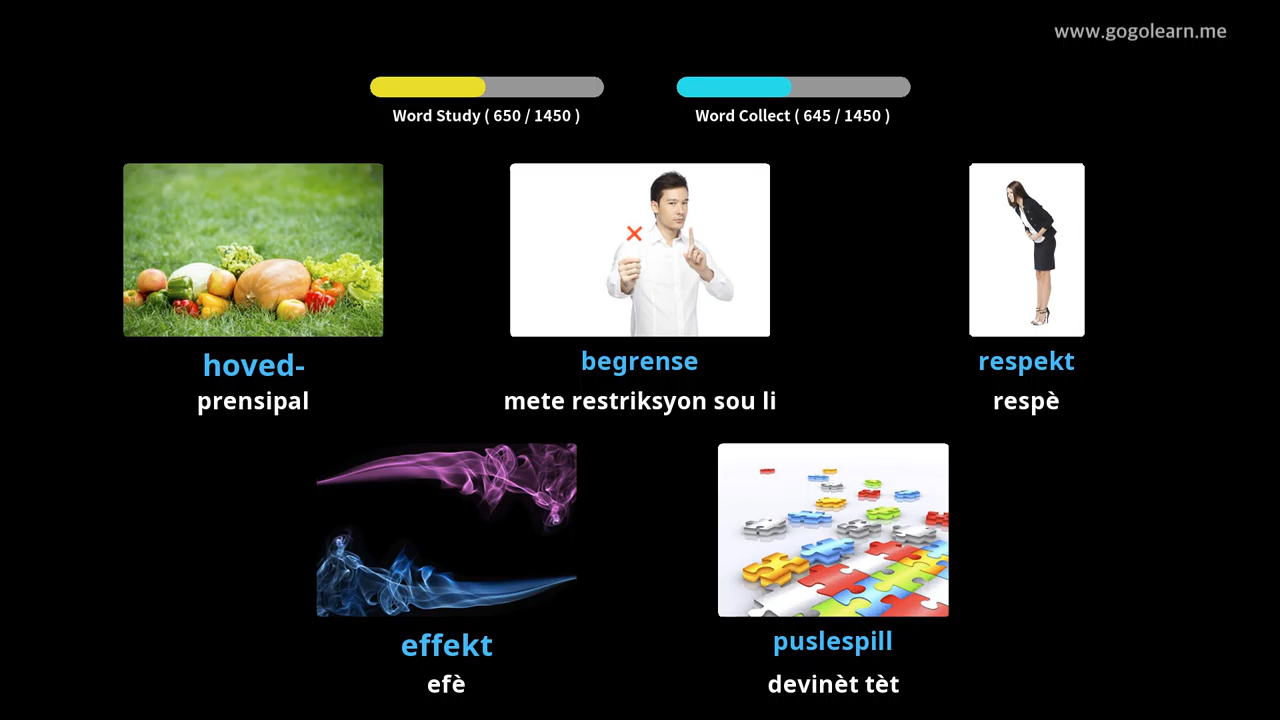 www.gogolearn.me
Word Study ( 650 / 1450 )
Word Collect ( 645 / 1450 )
hoved-
prensipal
begrense
mete restriksyon sou li
respekt
respè
effekt
efè
puslespill
devinèt tèt